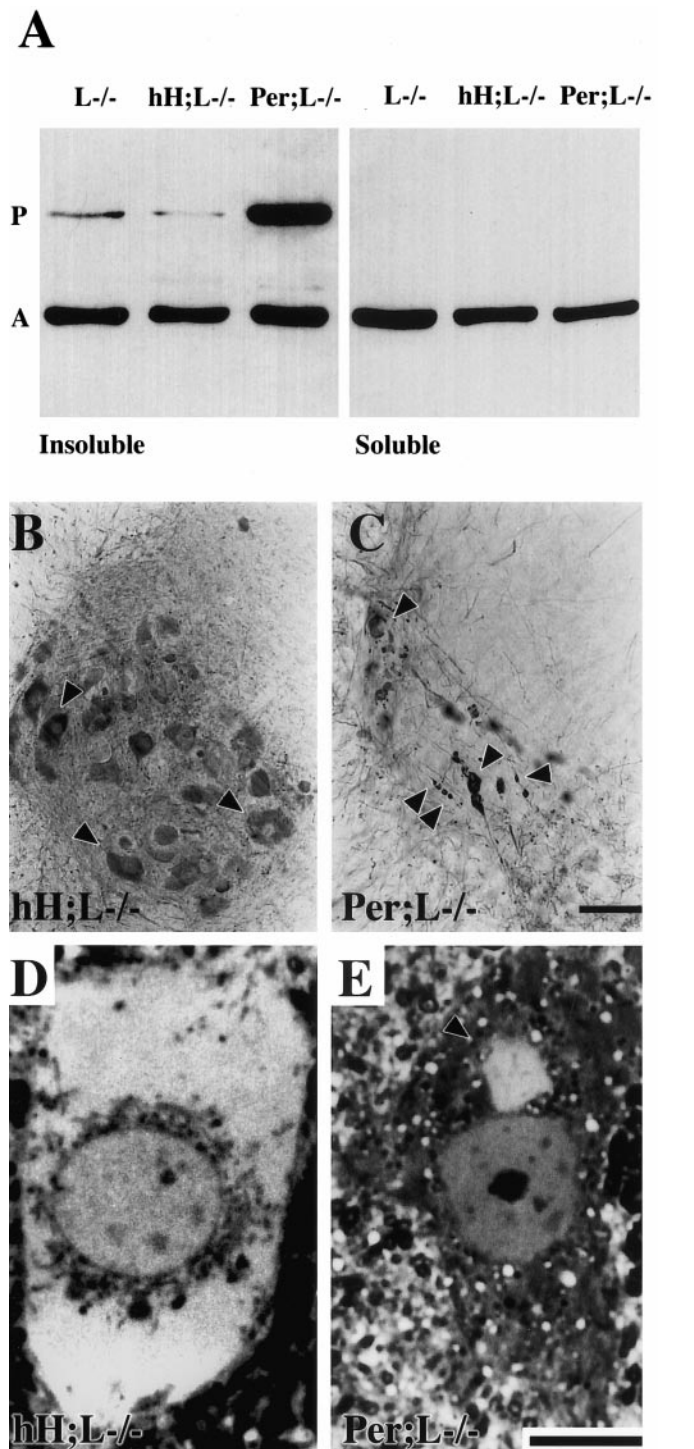 A
L-/- hH;L-/- Per;L-/- L-/- hH;L-/- Per;L-/-
P
A
Insoluble Soluble
B C
hH;L-/- Per;L-/-
D E
hH;L-/- Per;L-/-